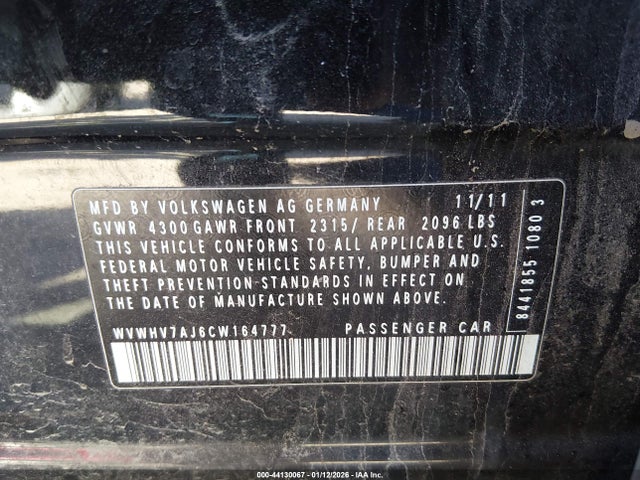 MFD BY VOLKSWAGEN AG GERMANY 11/11
GVWR 4300 GAWR FRONT 2315/ REAR 2096 LBS
THIS VEHICLE CONFORMS TO ALL APPLICABLE U.S.
FEDERAL MOTOR VEHICLE SAFETY, BUMPER AND
THEFT PREVENTION STANDARDS IN EFFECT ON
THE DATE OF MANUFACTURE SHOWN ABOVE.
WVWHV7AJ6CW164777 PASSENGER CAR
8441855 1080 3
000-44130067 - 01/12/2026 - IAA Inc.